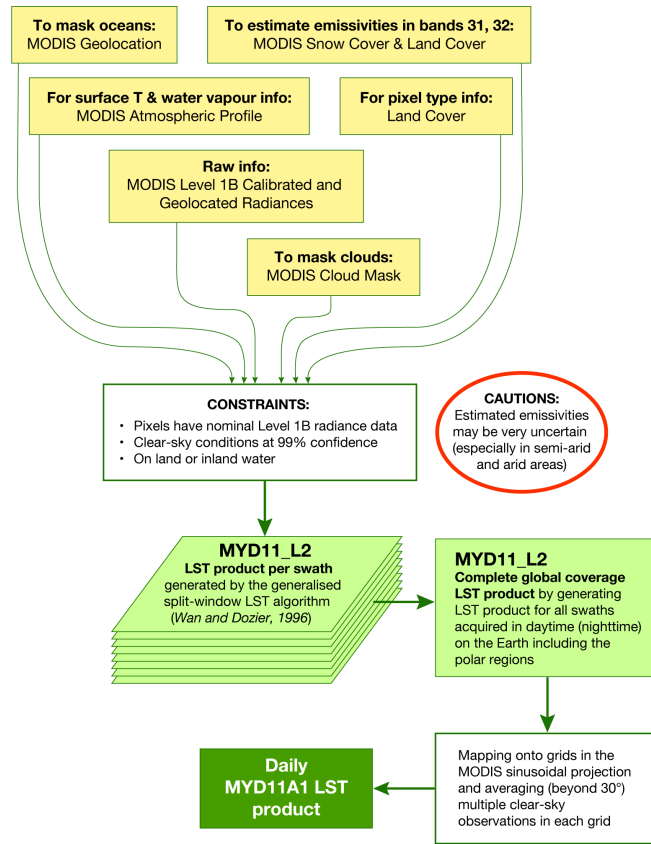 To mask oceans:
MODIS Geolocation
To estimate emissivities in bands 31, 32:
MODIS Snow Cover & Land Cover
For surface T & water vapour info:
MODIS Atmospheric Profile
For pixel type info:
Land Cover
Raw info:
MODIS Level 1B Calibrated and
Geolocated Radiances
To mask clouds:
MODIS Cloud Mask
CONSTRAINTS:
• Pixels have nominal Level 1B radiance data
• Clear-sky conditions at 99% confidence
• On land or inland water
CAUTIONS:
Estimated emissivities
may be very uncertain
(especially in semi-arid
and arid areas)
MYD11_L2
LST product per swath
generated by the generalised
split-window LST algorithm
(Wan and Dozier, 1996)
MYD11_L2
Complete global coverage
LST product by generating
LST product for all swaths
acquired in daytime (nighttime)
on the Earth including the
polar regions
Mapping onto grids in the
MODIS sinusoidal projection
and averaging (beyond 30°)
multiple clear-sky
observations in each grid
Daily
MYD11A1 LST
product